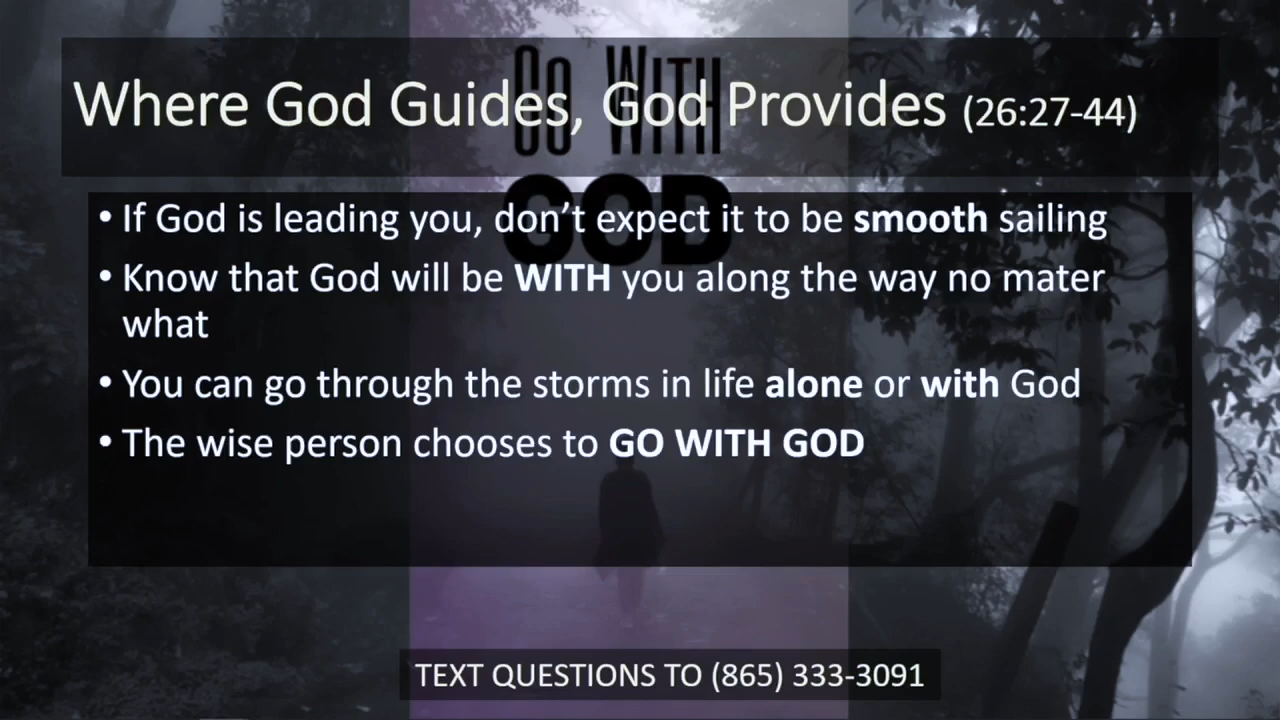 Go With
GOD
Where God Guides, God Provides (26:27-44)
• If God is leading you, don't expect it to be smooth sailing
• Know that God will be WITH you along the way no mater
what
• You can go through the storms in life alone or with God
• The wise person chooses to GO WITH GOD
TEXT QUESTIONS TO (865) 333-3091